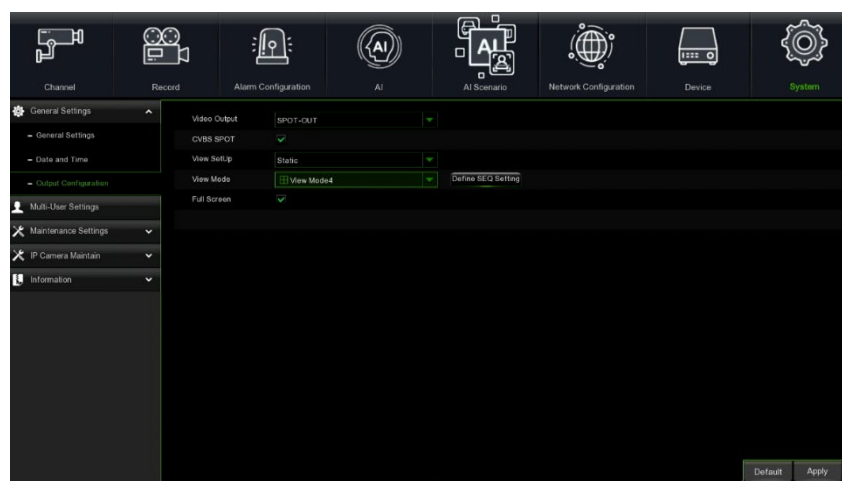 Channel
Record
Alarm Configuration
AI
AI
AI Scenario
AI
Network Configuration
Device
System
General Settings
General Settings
Date and Time
Output Configuration
Multi-User Settings
Maintenance Settings
IP Camera Maintain
Information
Video Output SPOT-OUT
CVBS SPOT
View SetUp Static
View Mode View Mode4 Define SEQ Setting
Full Screen
Default Apply